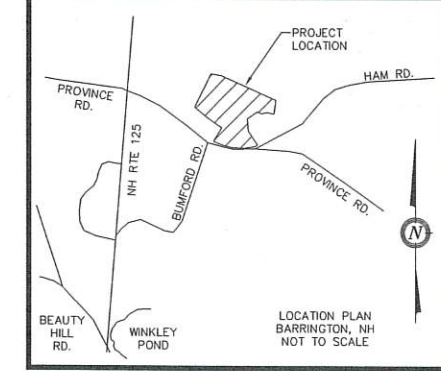 PROJECT
LOCATION
HAM RD.
PROVINCE
RD.
NH RTE 125
BUMFORD RD.
PROVINCE RD.
N
BEAUTY
HILL
RD.
WINKLEY
POND
LOCATION PLAN
BARRINGTON, NH
NOT TO SCALE